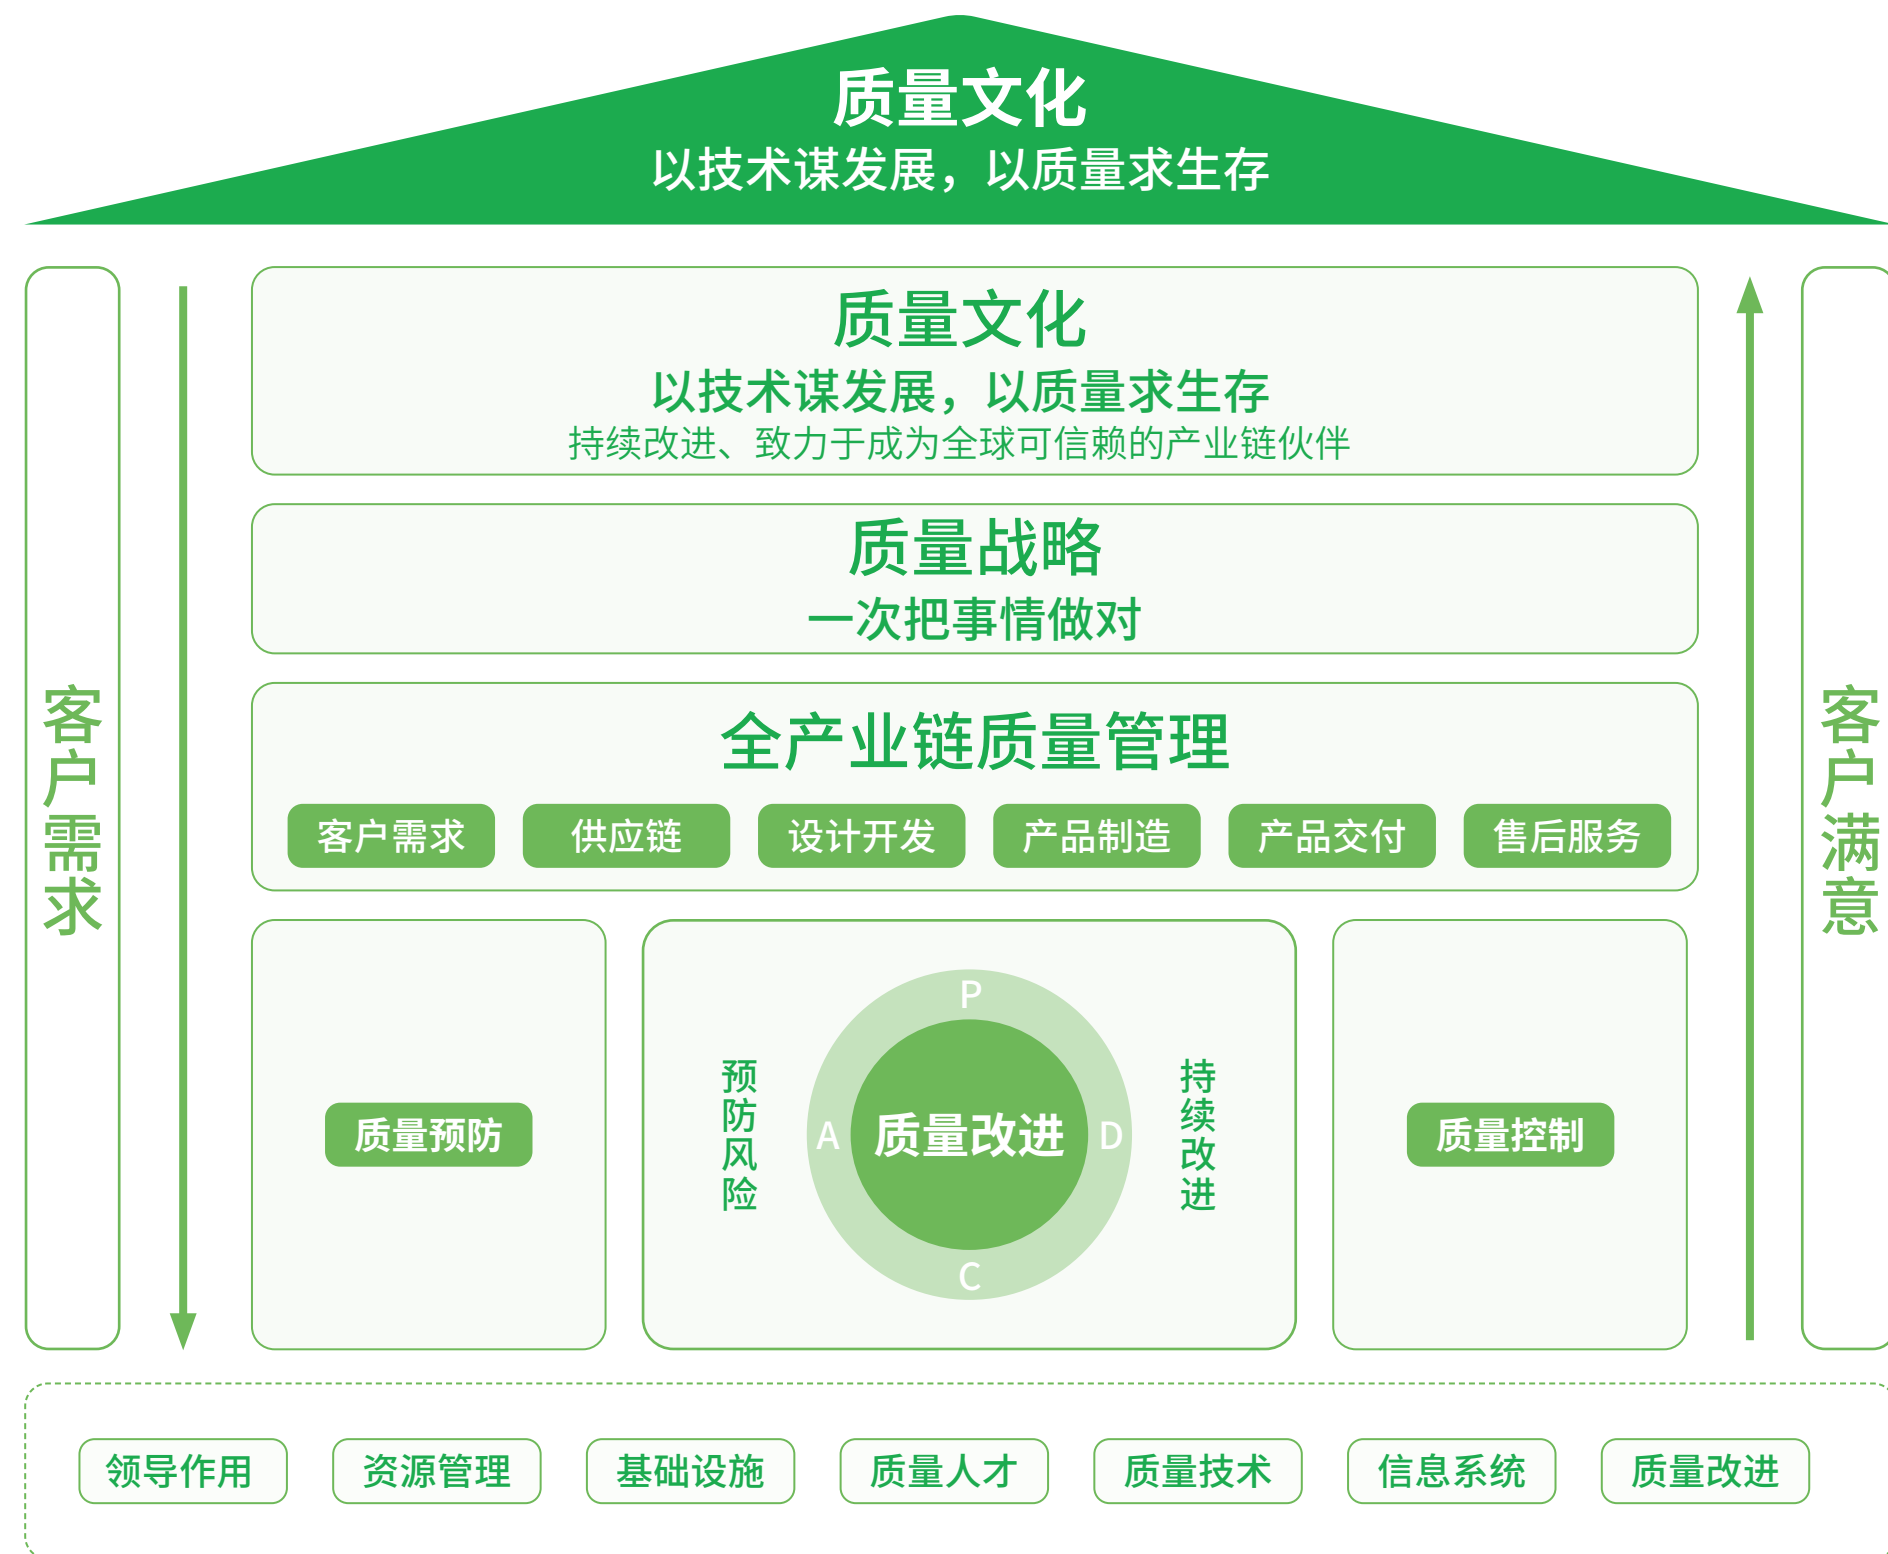 质量文化
以技术谋发展，以质量求生存
质量文化
以技术谋发展，以质量求生存
持续改进、致力于成为全球可信赖的产业链伙伴
质量战略
一次把事情做对
全产业链质量管理
客户需求
供应链
设计开发
产品制造
产品交付
售后服务
客户需求
客户满意
质量预防
预防风险
P
A
质量改进
D
C
持续改进
质量控制
领导作用
资源管理
基础设施
质量人才
质量技术
信息系统
质量改进